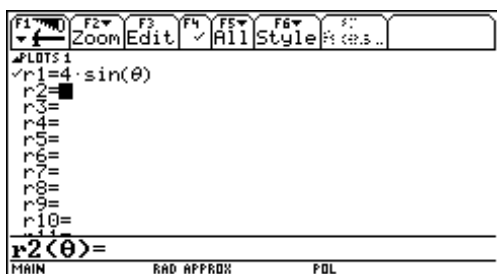 F1 F2 F3 F4 F5 F6
Zoom Edit ✓ All Style
PLOTS 1
✓r1=4·sin(θ)
r2=
r3=
r4=
r5=
r6=
r7=
r8=
r9=
r10=
r2(θ)=
MAIN RAD APPROX POL